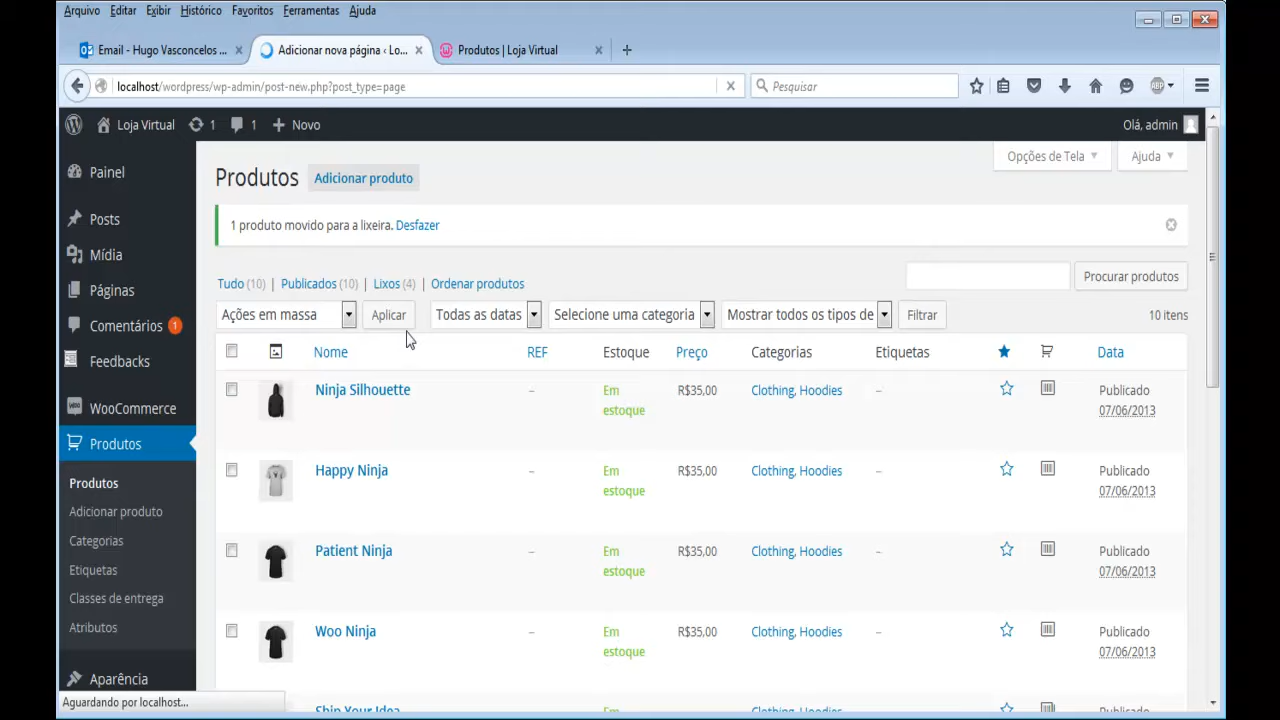 Arquivo Editar Exibir Histórico Favoritos Ferramentas Ajuda
Email - Hugo Vasconcelos ... Adicionar nova página ‹ Lo... Produtos | Loja Virtual
localhost/wordpress/wp-admin/post-new.php?post_type=page Pesquisar ABP
Loja Virtual 1 1 Novo Olá, admin
Opções de Tela Ajuda
Painel
Posts
Mídia
Páginas
Comentários 1
Feedbacks
WooCommerce
Produtos
Produtos
Adicionar produto
Categorias
Etiquetas
Classes de entrega
Atributos
Aparência
Aguardando por localhost...
Produtos Adicionar produto
1 produto movido para a lixeira. Desfazer
Tudo (10) | Publicados (10) | Lixos (4) | Ordenar produtos Procurar produtos
Ações em massa Aplicar Todas as datas Selecione uma categoria Mostrar todos os tipos de Filtrar 10 itens
Nome REF Estoque Preço Categorias Etiquetas Data
Ninja Silhouette – Em estoque R$35,00 Clothing, Hoodies – Publicado 07/06/2013
Happy Ninja – Em estoque R$35,00 Clothing, Hoodies – Publicado 07/06/2013
Patient Ninja – Em estoque R$35,00 Clothing, Hoodies – Publicado 07/06/2013
Woo Ninja – Em estoque R$35,00 Clothing, Hoodies – Publicado 07/06/2013
Ship Your Idea